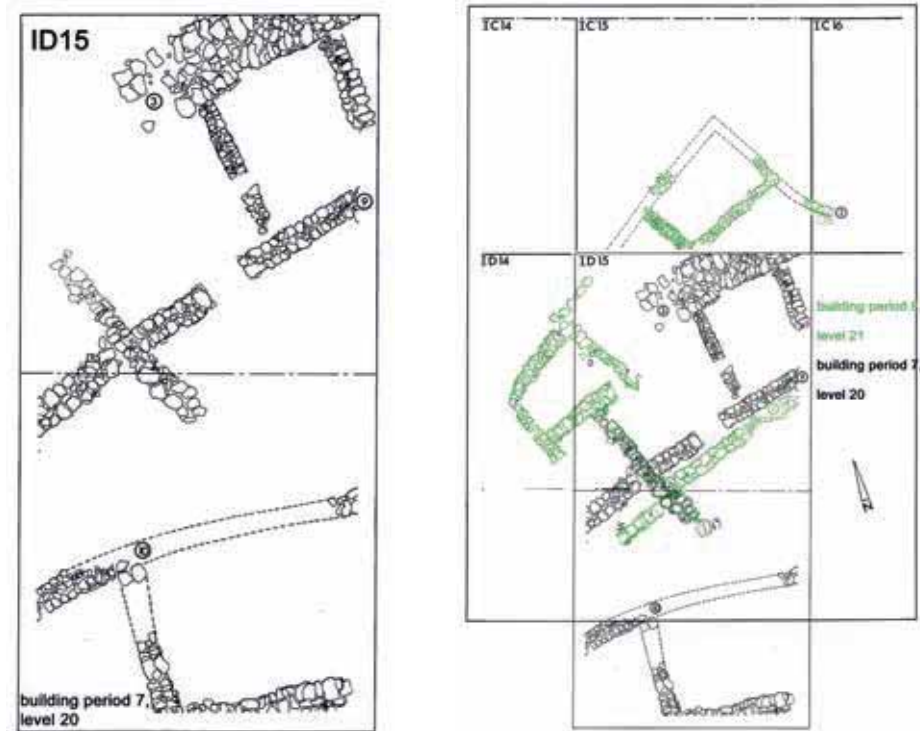 ID15
building period 7,
level 20
IC14
IC15
IC16
ID14
ID15
building period
level 21
building period 7,
level 20
N